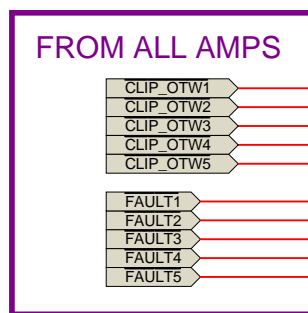 FROM ALL AMPS
CLIP_OTW1
CLIP_OTW2
CLIP_OTW3
CLIP_OTW4
CLIP_OTW5
FAULT1
FAULT2
FAULT3
FAULT4
FAULT5